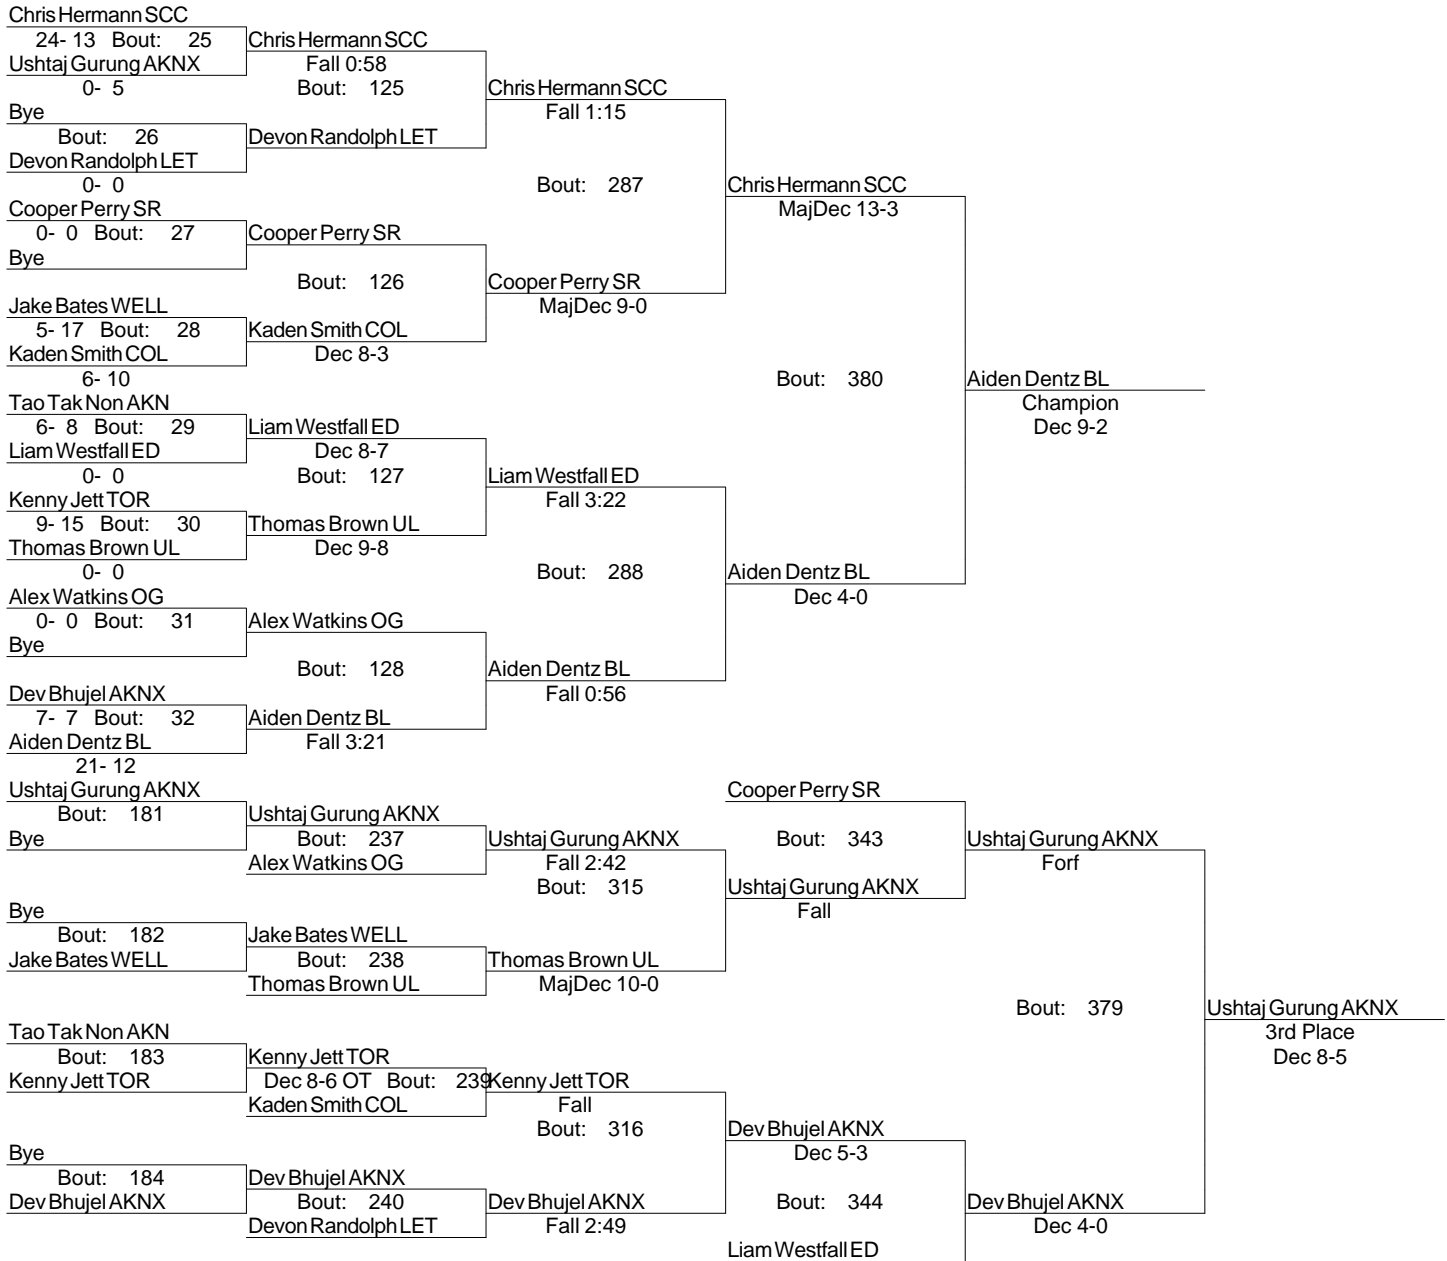 Chris Hermann SCC
24- 13 Bout: 25 Chris Hermann SCC
Ushtaj Gurung AKNX Fall 0:58
0- 5 Bout: 125 Chris Hermann SCC
Bye Fall 1:15
Bout: 26 Devon Randolph LET
Devon Randolph LET
0- 0 Bout: 287 Chris Hermann SCC
Cooper Perry SR MajDec 13-3
0- 0 Bout: 27 Cooper Perry SR
Bye
Bout: 126 Cooper Perry SR
Jake Bates WELL MajDec 9-0
5- 17 Bout: 28 Kaden Smith COL
Kaden Smith COL Dec 8-3
6- 10 Bout: 380 Aiden Dentz BL
Tao Tak Non AKN Champion
6- 8 Bout: 29 Liam Westfall ED Dec 9-2
Liam Westfall ED Dec 8-7
0- 0 Bout: 127 Liam Westfall ED
Kenny Jett TOR Fall 3:22
9- 15 Bout: 30 Thomas Brown UL
Thomas Brown UL Dec 9-8
0- 0 Bout: 288 Aiden Dentz BL
Alex Watkins OG Dec 4-0
0- 0 Bout: 31 Alex Watkins OG
Bye
Bout: 128 Aiden Dentz BL
Dev Bhujel AKNX Fall 0:56
7- 7 Bout: 32 Aiden Dentz BL
Aiden Dentz BL Fall 3:21
21- 12
Ushtaj Gurung AKNX Cooper Perry SR
Bout: 181 Ushtaj Gurung AKNX
Bye Bout: 237 Ushtaj Gurung AKNX Bout: 343 Ushtaj Gurung AKNX
Alex Watkins OG Fall 2:42 Forf
Bout: 315 Ushtaj Gurung AKNX
Bye Fall
Bout: 182 Jake Bates WELL
Jake Bates WELL Bout: 238 Thomas Brown UL
Thomas Brown UL MajDec 10-0
Bout: 379 Ushtaj Gurung AKNX
Tao Tak Non AKN 3rd Place
Bout: 183 Kenny Jett TOR Dec 8-5
Kenny Jett TOR Dec 8-6 OT Bout: 239 Kenny Jett TOR
Kaden Smith COL Fall
Bout: 316 Dev Bhujel AKNX
Bye Dec 5-3
Bout: 184 Dev Bhujel AKNX
Dev Bhujel AKNX Bout: 240 Dev Bhujel AKNX Bout: 344 Dev Bhujel AKNX
Devon Randolph LET Fall 2:49 Dec 4-0
Liam Westfall ED